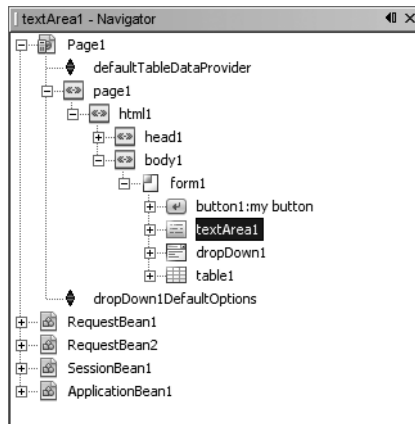 textArea1 - Navigator
Page1
defaultTableDataProvider
page1
html1
head1
body1
form1
button1:my button
textArea1
dropDown1
table1
dropDown1DefaultOptions
RequestBean1
RequestBean2
SessionBean1
ApplicationBean1